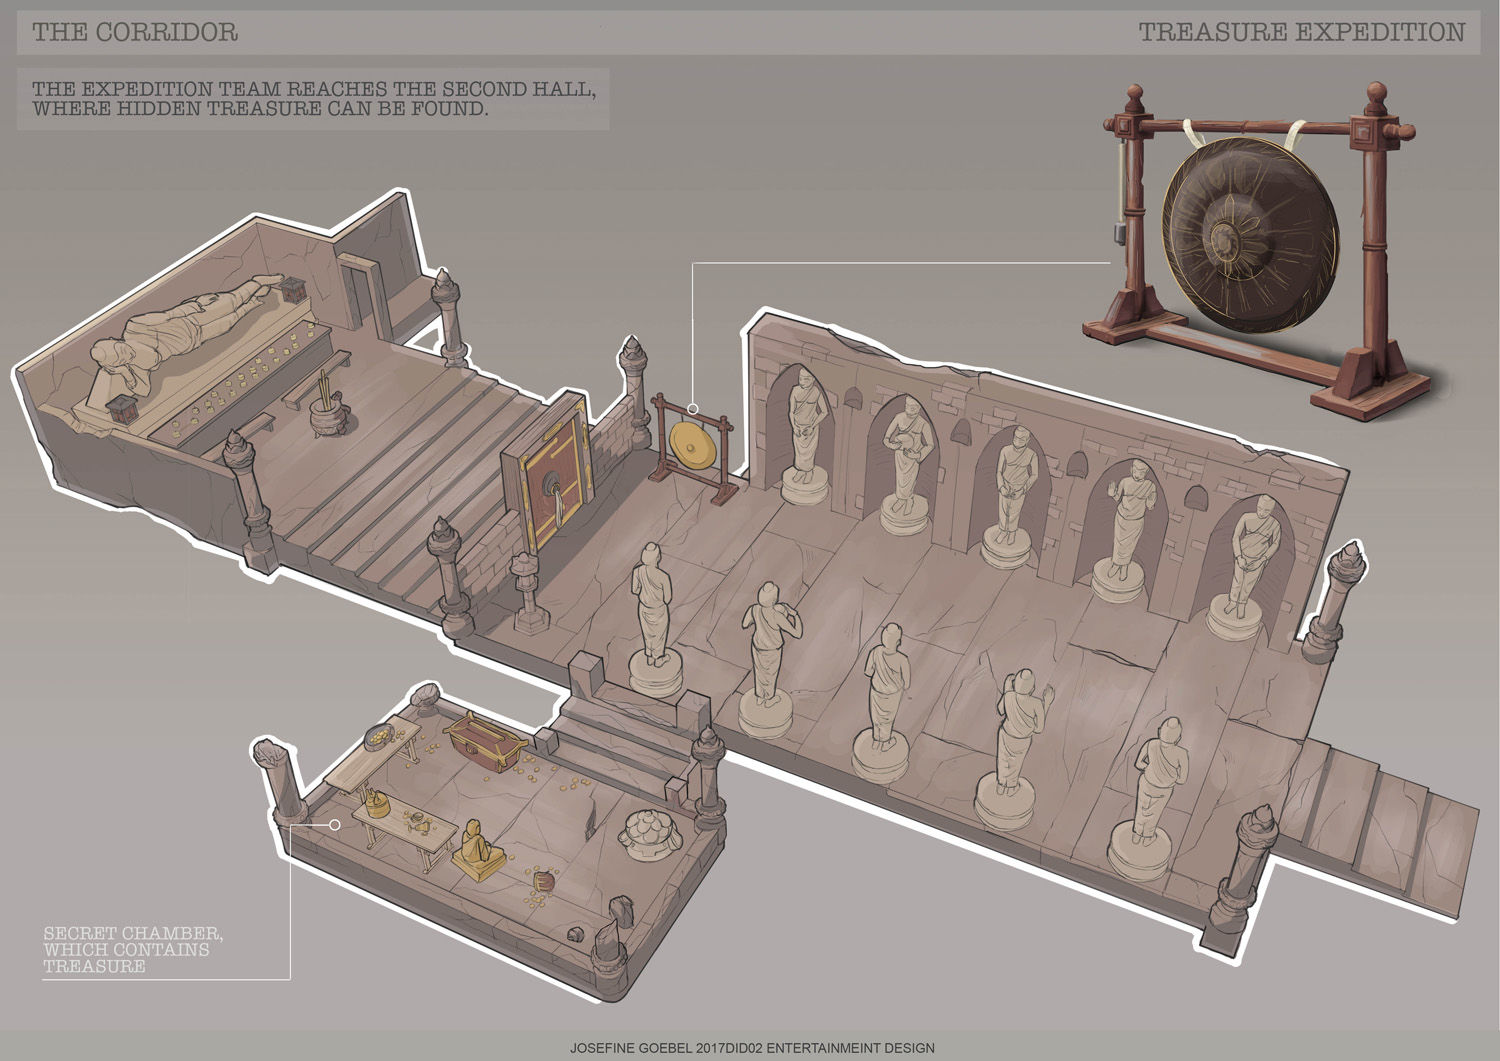 THE CORRIDOR
TREASURE EXPEDITION
THE EXPEDITION TEAM REACHES THE SECOND HALL,
WHERE HIDDEN TREASURE CAN BE FOUND.
SECRET CHAMBER,
WHICH CONTAINS
TREASURE
JOSEFINE GOEBEL 2017DID02 ENTERTAINMEINT DESIGN